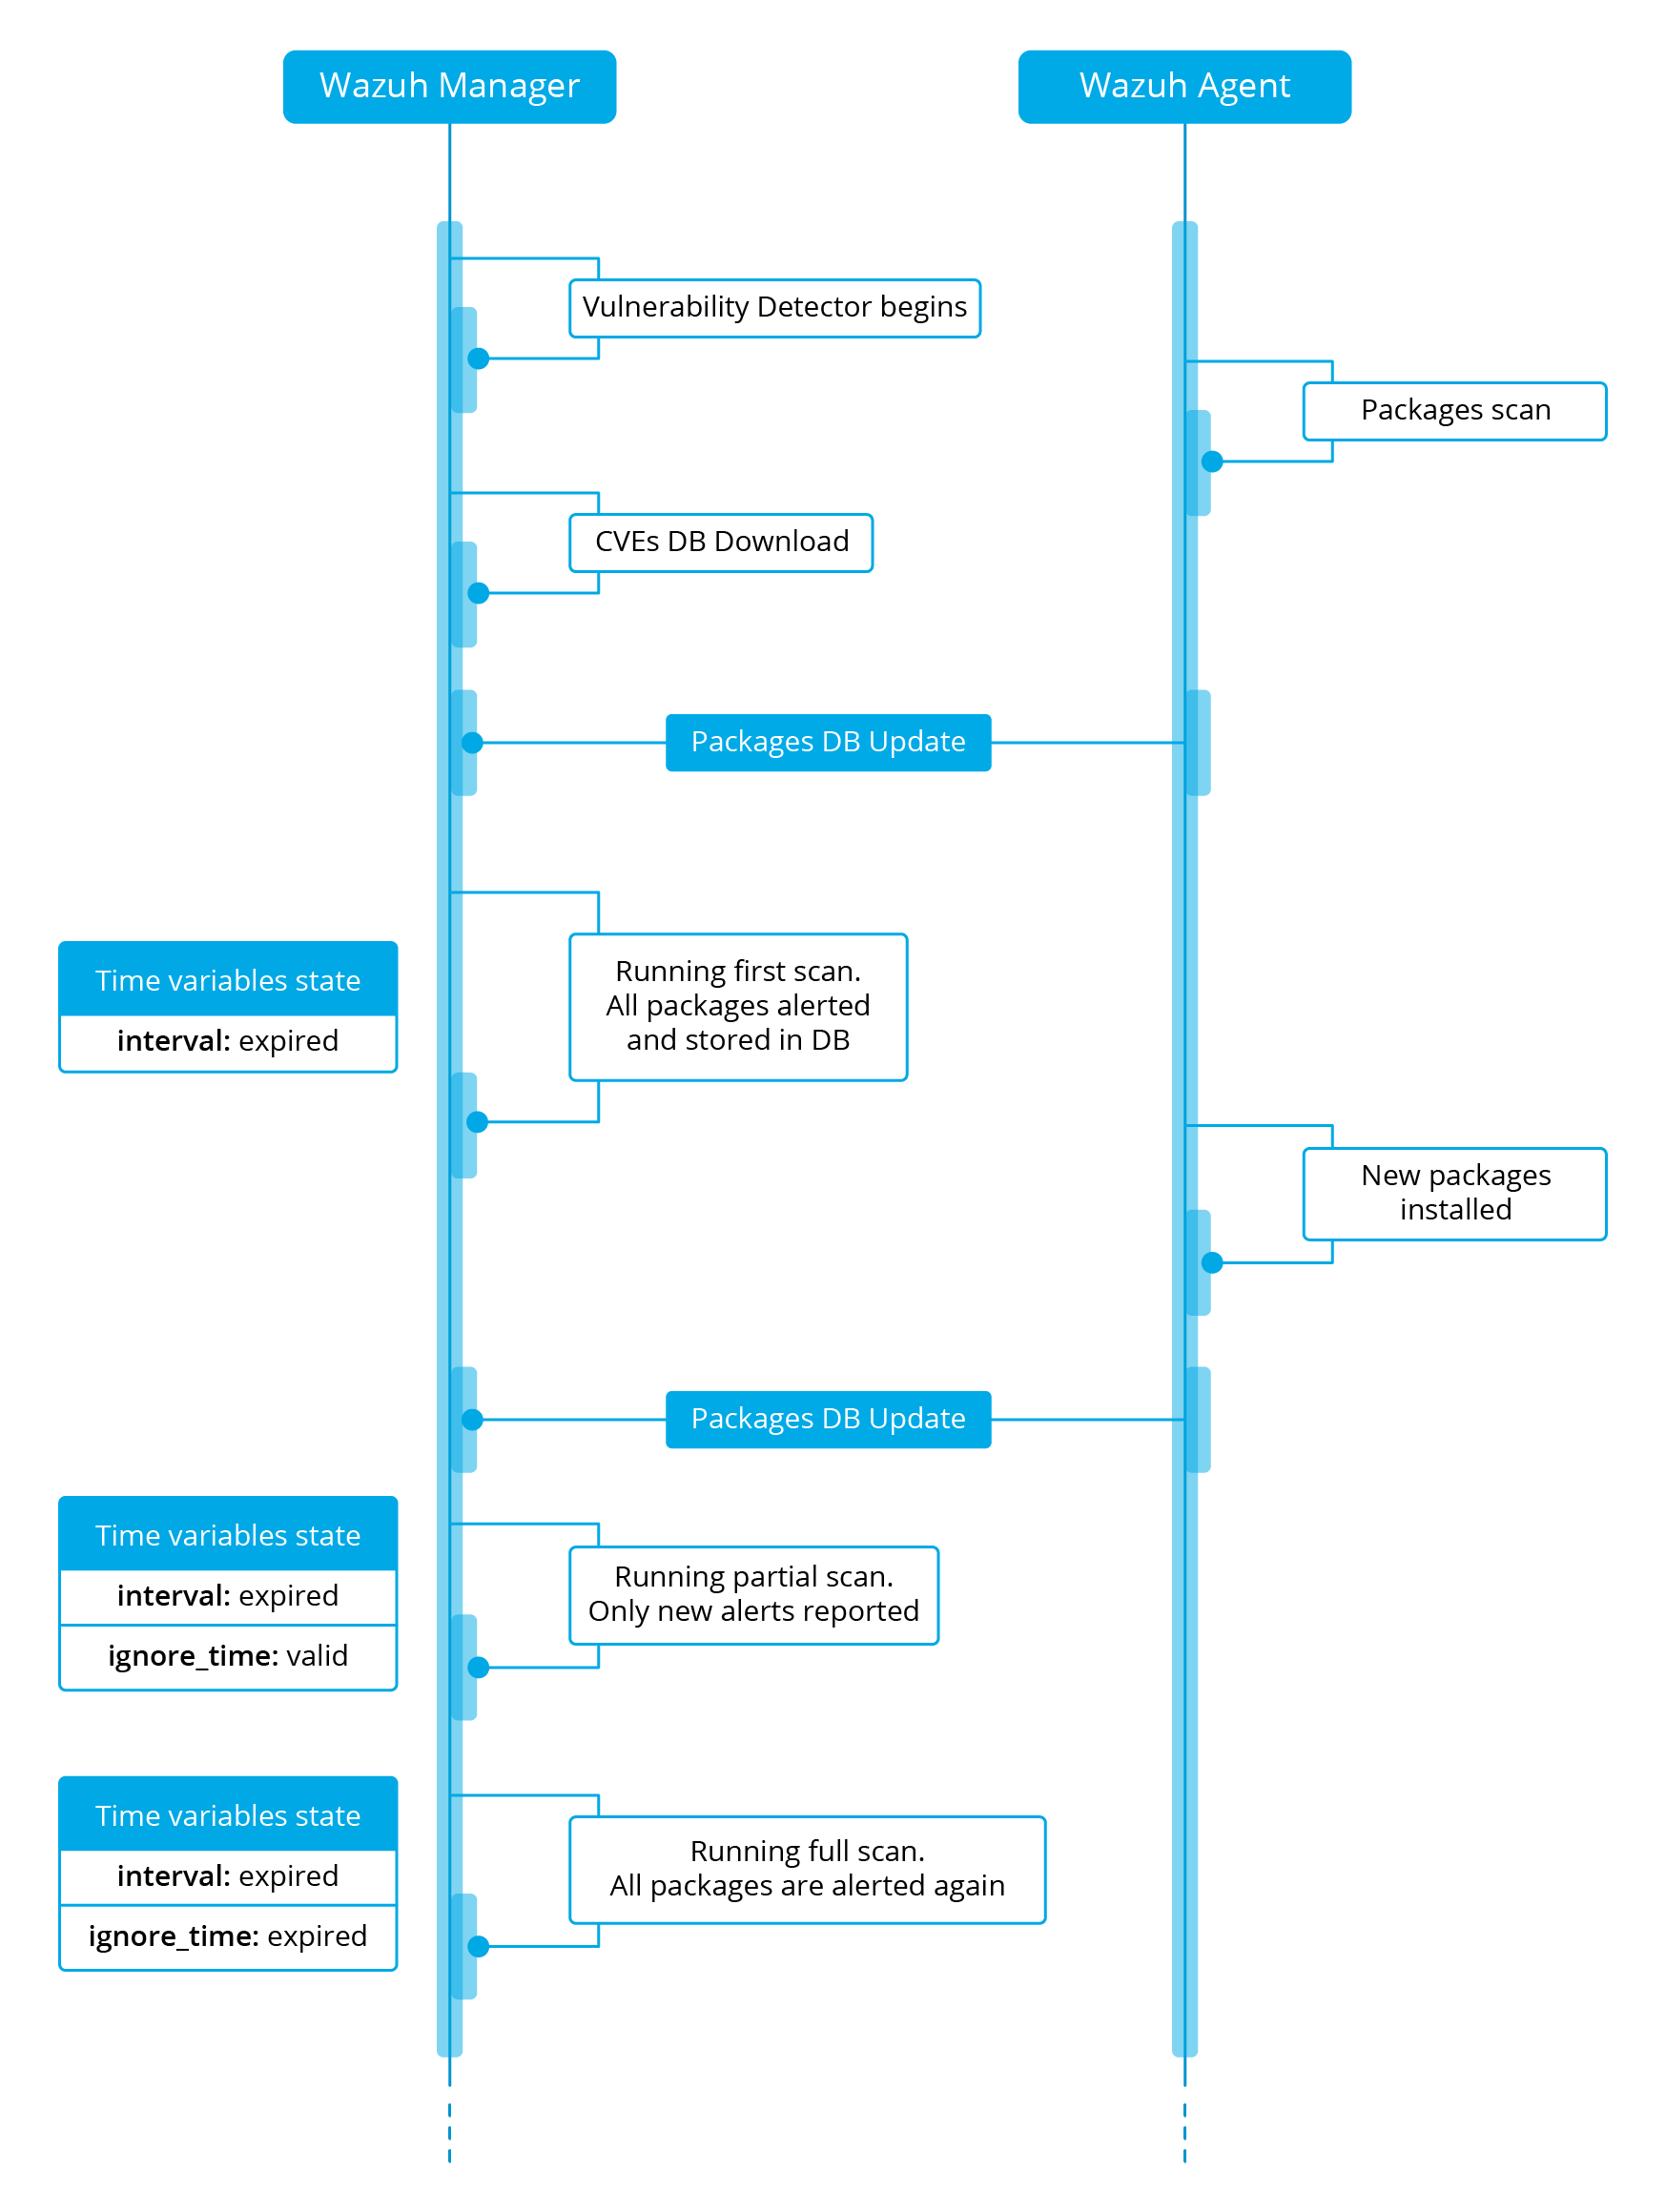 Wazuh Manager
Wazuh Agent
Vulnerability Detector begins
Packages scan
CVEs DB Download
Packages DB Update
Time variables state
interval: expired
Running first scan.
All packages alerted
and stored in DB
New packages
installed
Packages DB Update
Time variables state
interval: expired
ignore_time: valid
Running partial scan.
Only new alerts reported
Time variables state
interval: expired
ignore_time: expired
Running full scan.
All packages are alerted again